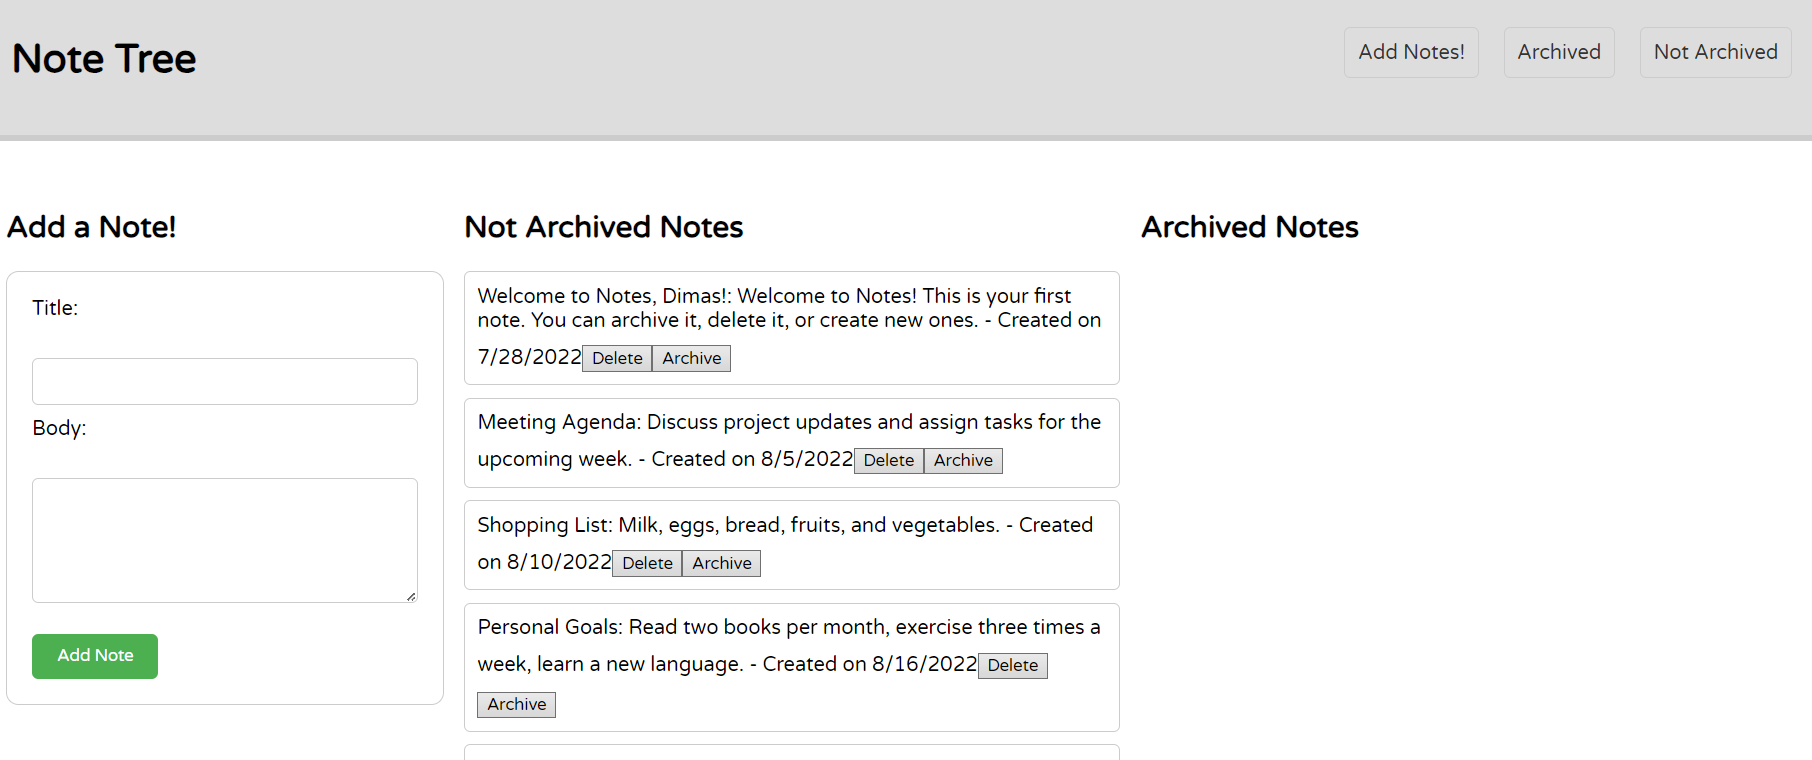 Note Tree
Add Notes!
Archived
Not Archived
Add a Note!
Title:
Body:
Add Note
Not Archived Notes
Welcome to Notes, Dimas!: Welcome to Notes! This is your first
note. You can archive it, delete it, or create new ones. - Created on
7/28/2022 Delete Archive
Meeting Agenda: Discuss project updates and assign tasks for the
upcoming week. - Created on 8/5/2022 Delete Archive
Shopping List: Milk, eggs, bread, fruits, and vegetables. - Created
on 8/10/2022 Delete Archive
Personal Goals: Read two books per month, exercise three times a
week, learn a new language. - Created on 8/16/2022 Delete
Archive
Archived Notes